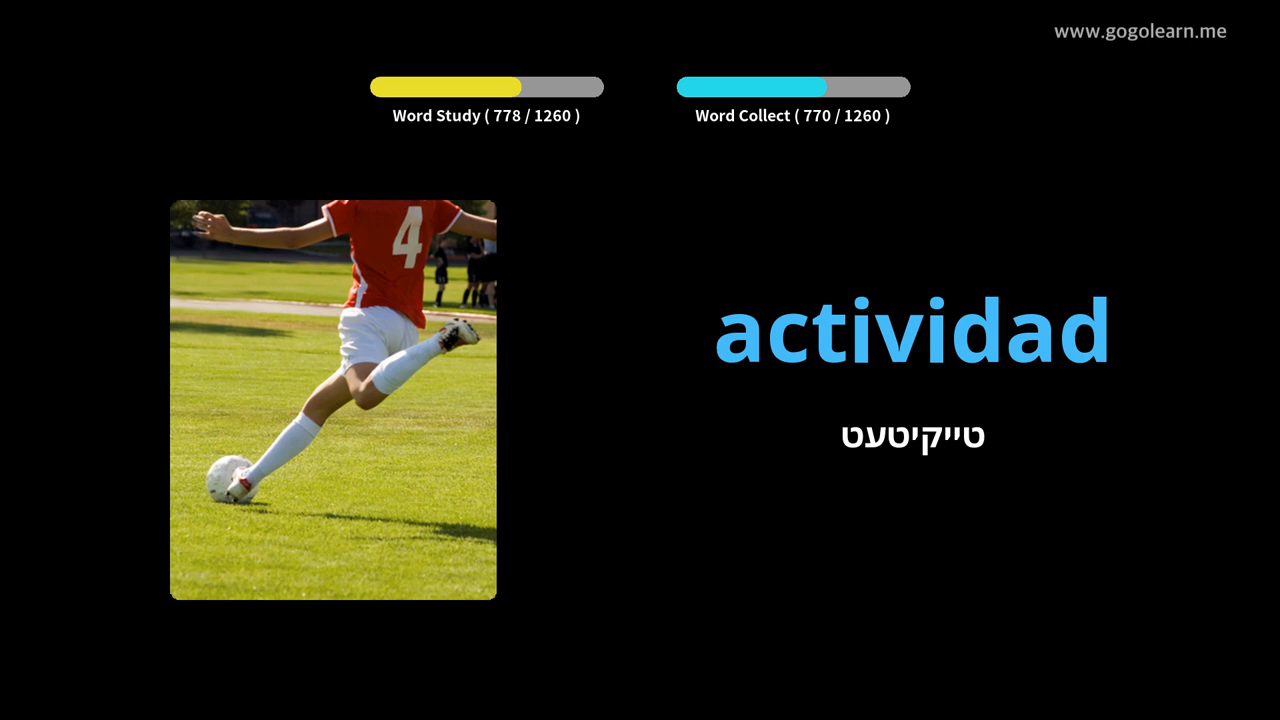 www.gogolearn.me
Word Study ( 778 / 1260 )
Word Collect ( 770 / 1260 )
4
actividad
טייקיטעט